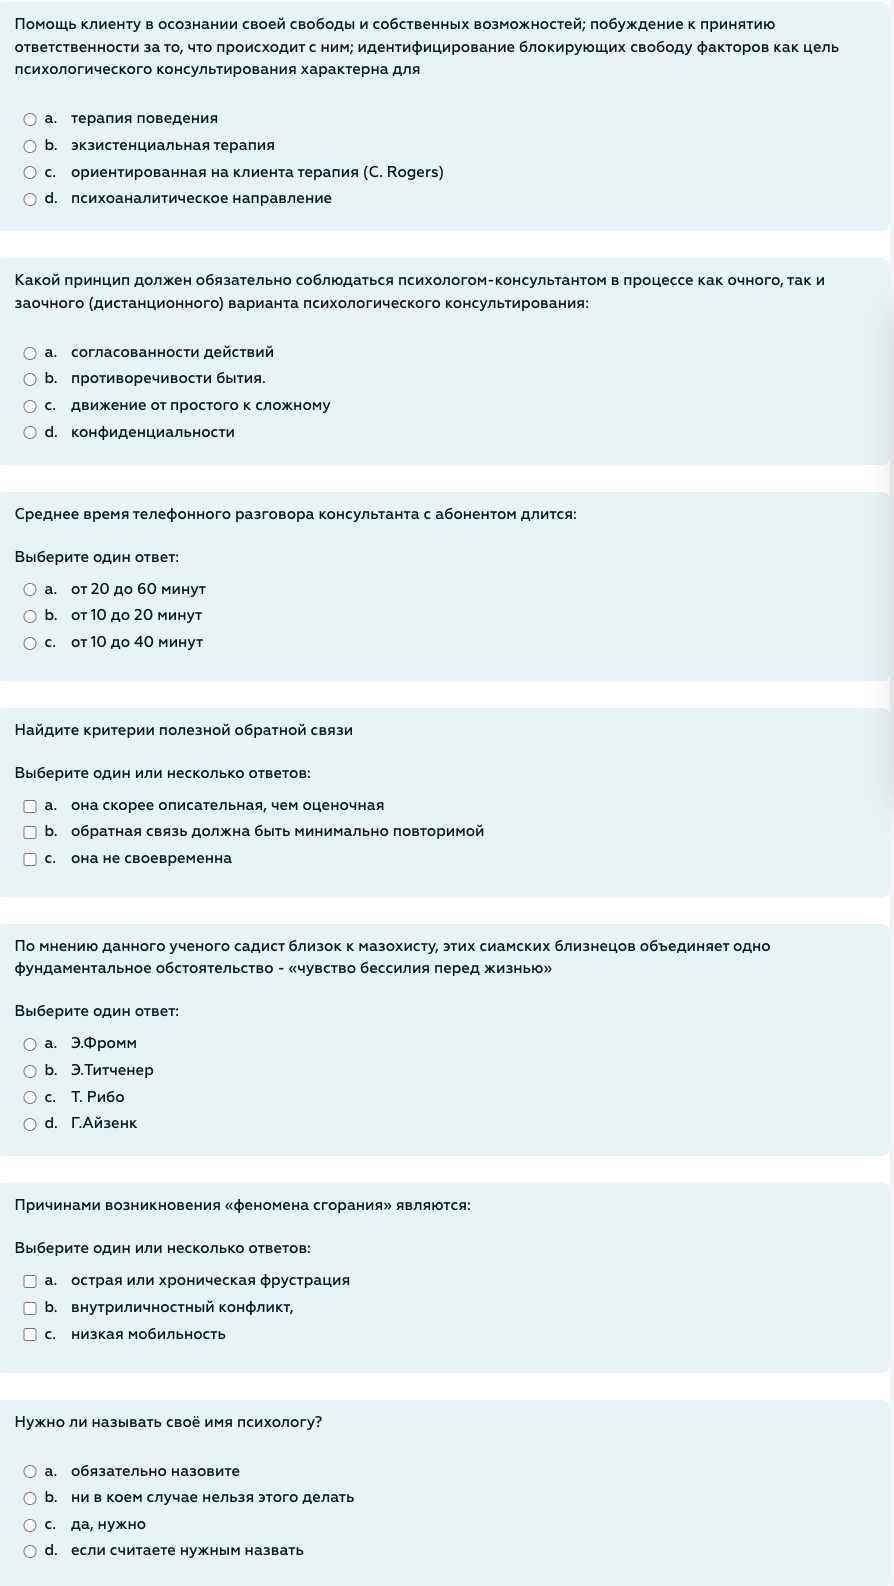 Помощь клиенту в осознании своей свободы и собственных возможностей; побуждение к принятию
ответственности за то, что происходит с ним; идентифицирование блокирующих свободу факторов как цель
психологического консультирования характерна для
a. терапия поведения
b. экзистенциальная терапия
c. ориентированная на клиента терапия (C. Rogers)
d. психоаналитическое направление
Какой принцип должен обязательно соблюдаться психологом-консультантом в процессе как очного, так и
заочного (дистанционного) варианта психологического консультирования:
a. согласованности действий
b. противоречивости бытия.
c. движение от простого к сложному
d. конфиденциальности
Среднее время телефонного разговора консультанта с абонентом длится:
Выберите один ответ:
a. от 20 до 60 минут
b. от 10 до 20 минут
c. от 10 до 40 минут
Найдите критерии полезной обратной связи
Выберите один или несколько ответов:
a. она скорее описательная, чем оценочная
b. обратная связь должна быть минимально повторимой
c. она не своевременна
По мнению данного ученого садист близок к мазохисту, этих сиамских близнецов объединяет одно
фундаментальное обстоятельство - «чувство бессилия перед жизнью»
Выберите один ответ:
a. Э.Фромм
b. Э.Титченер
c. Т. Рибо
d. Г.Айзенк
Причинами возникновения «феномена сгорания» являются:
Выберите один или несколько ответов:
a. острая или хроническая фрустрация
b. внутриличностный конфликт,
c. низкая мобильность
Нужно ли называть своё имя психологу?
a. обязательно назовите
b. ни в коем случае нельзя этого делать
c. да, нужно
d. если считаете нужным назвать